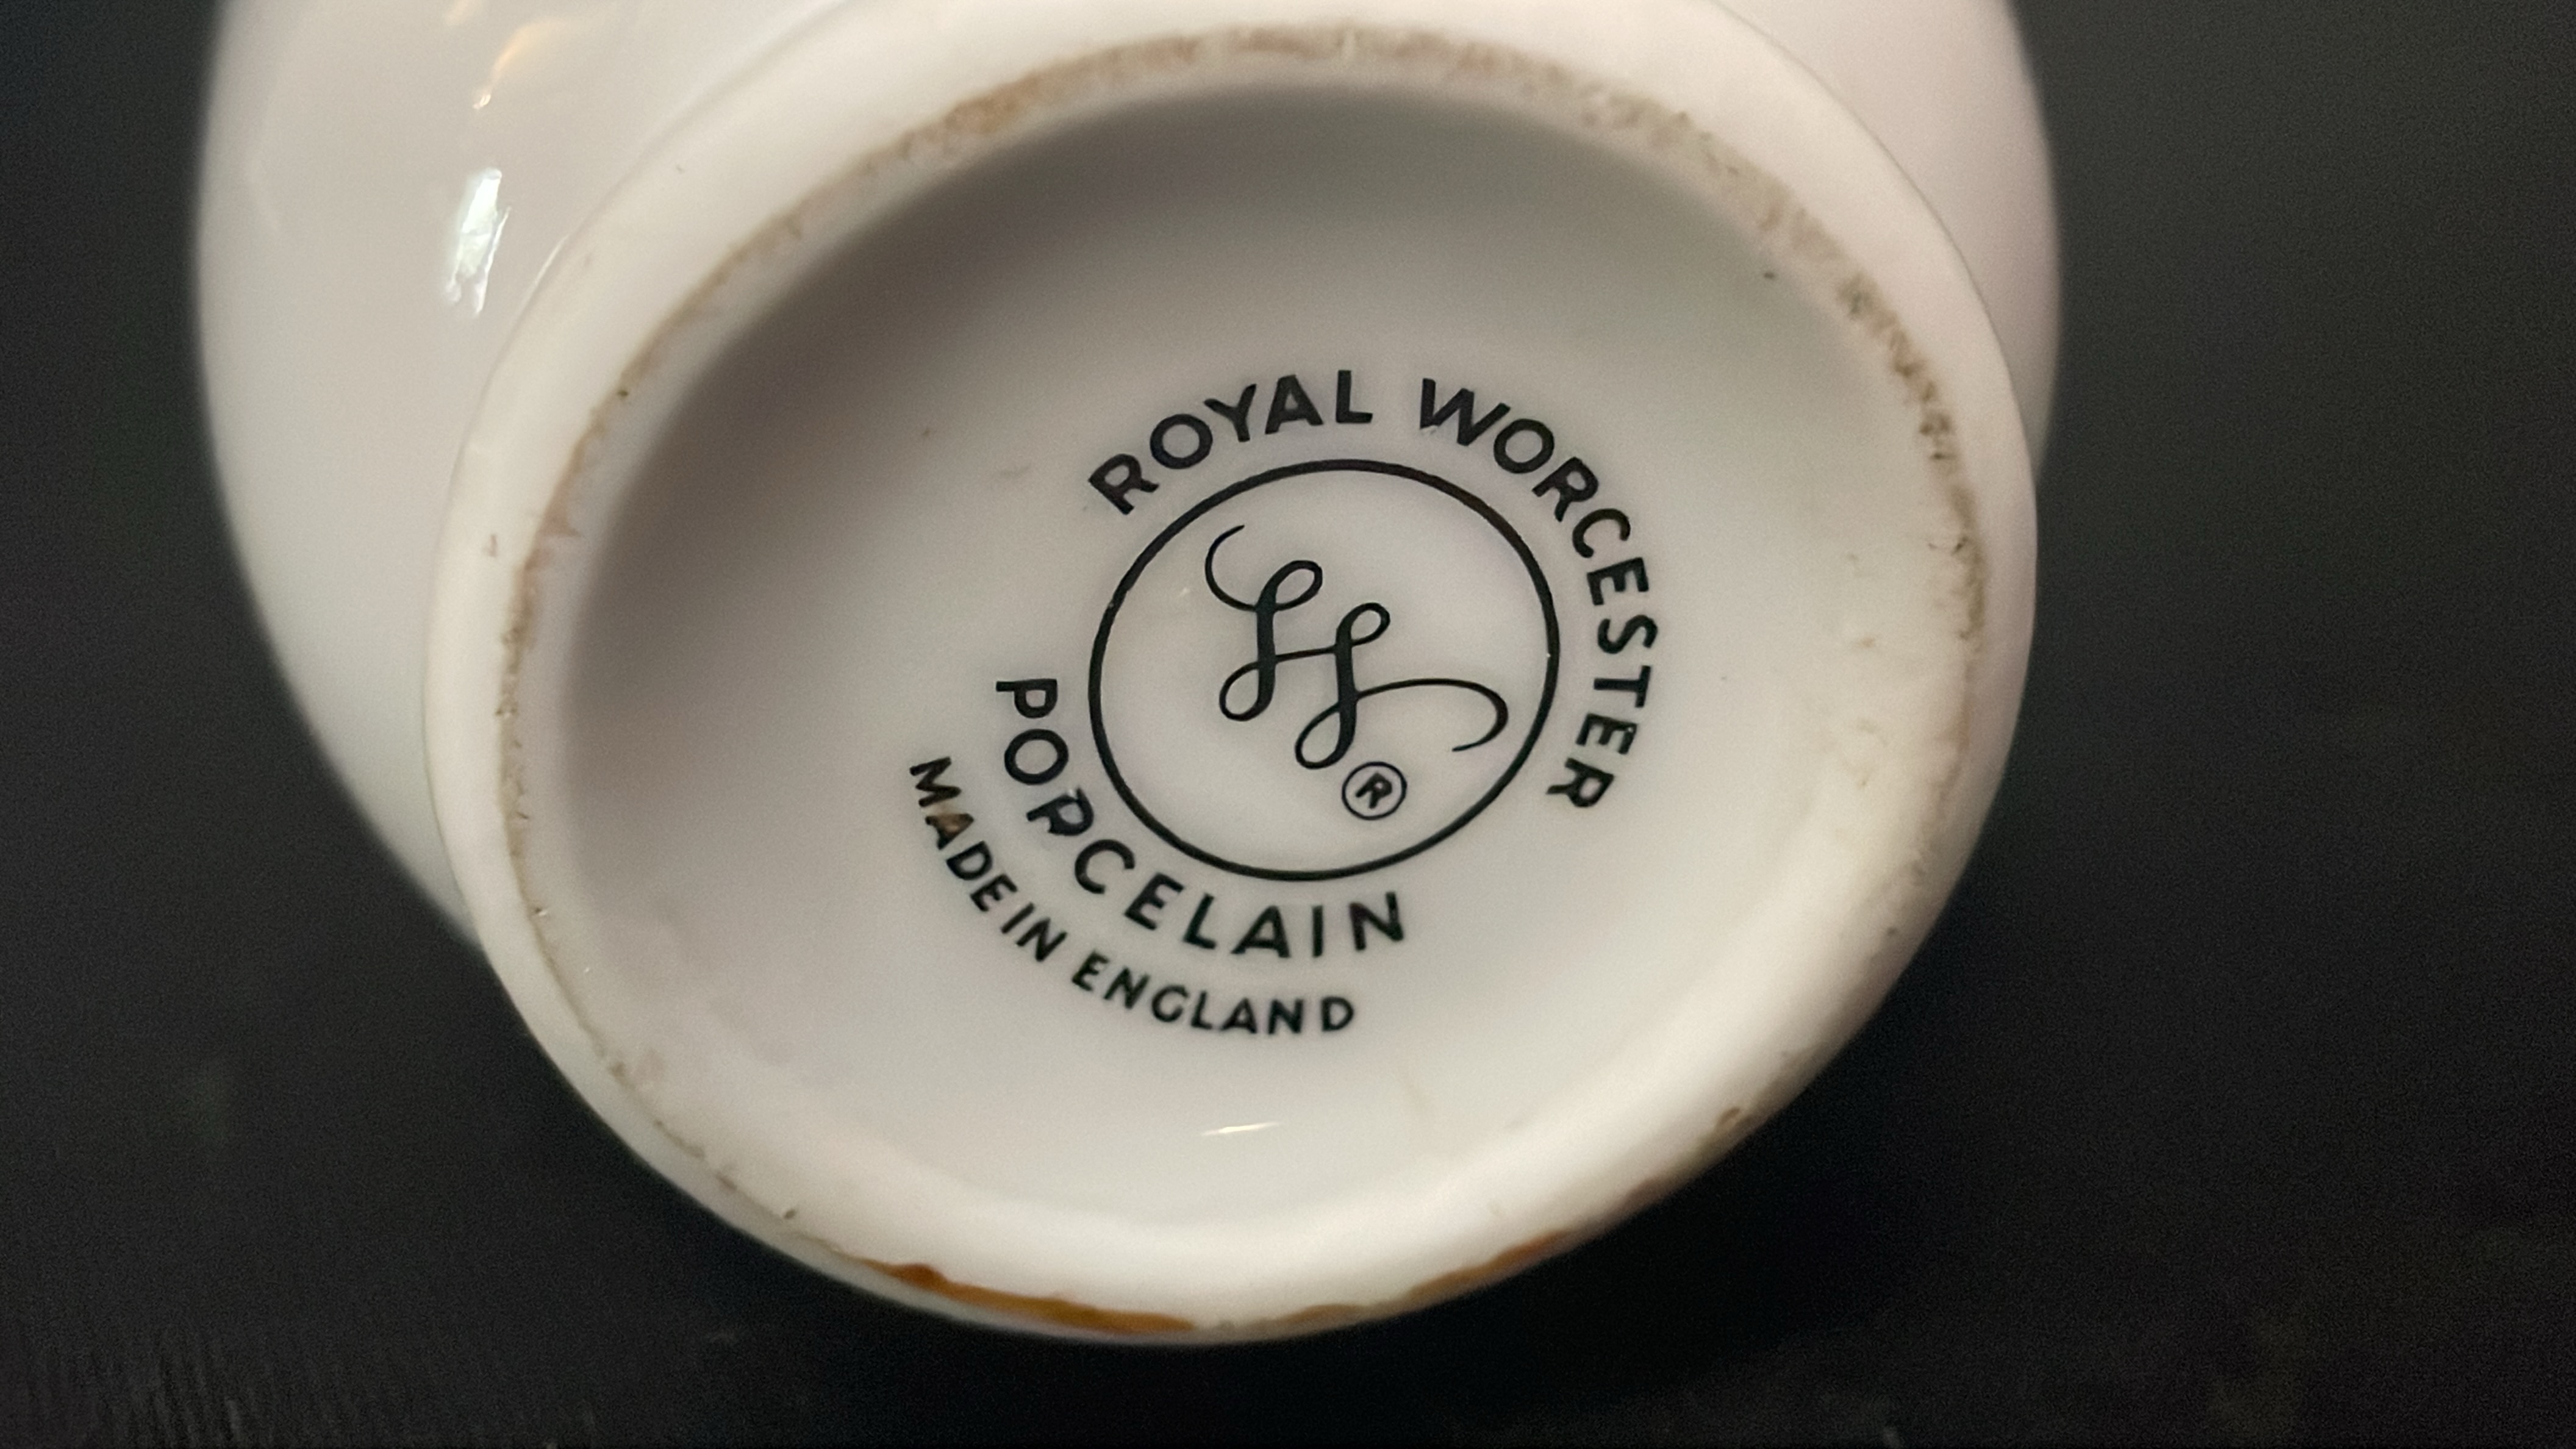 ROYAL WORCESTER
®
PORCELAIN
MADE IN ENGLAND